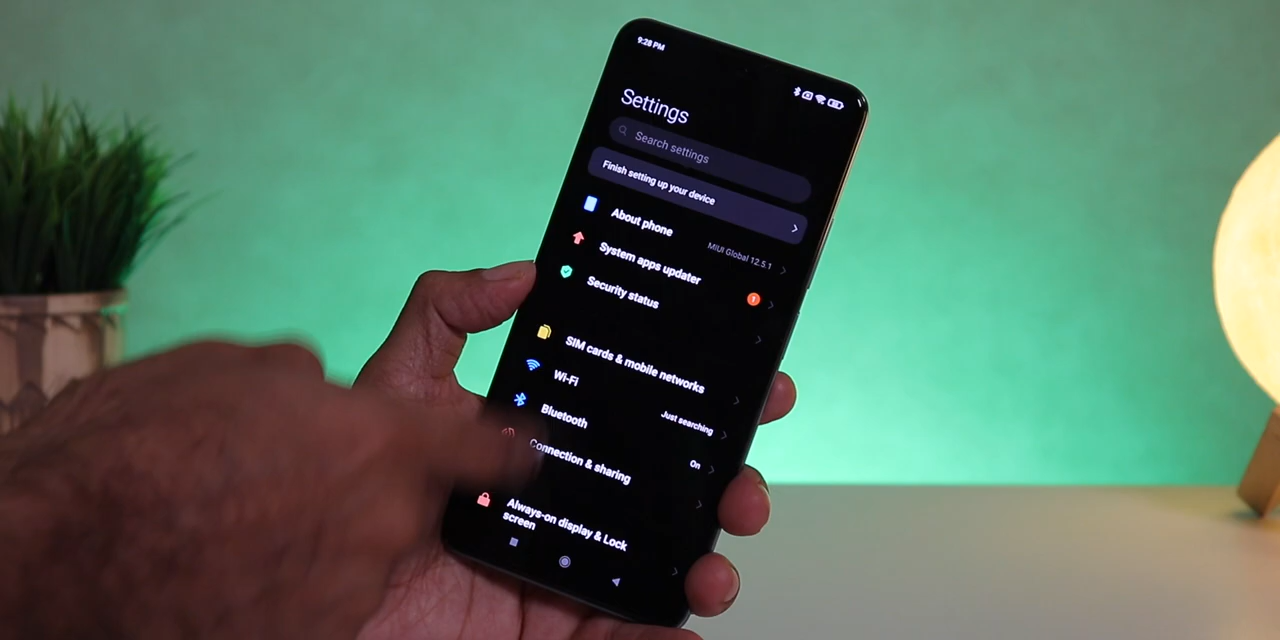 9:28 PM
Settings
Search settings
Finish setting up your device
About phone
MIUI Global 12.5.1
System apps updater
1
Security status
SIM cards & mobile networks
Wi-Fi
Just searching
Bluetooth
On
Connection & sharing
Always-on display & Lock
screen